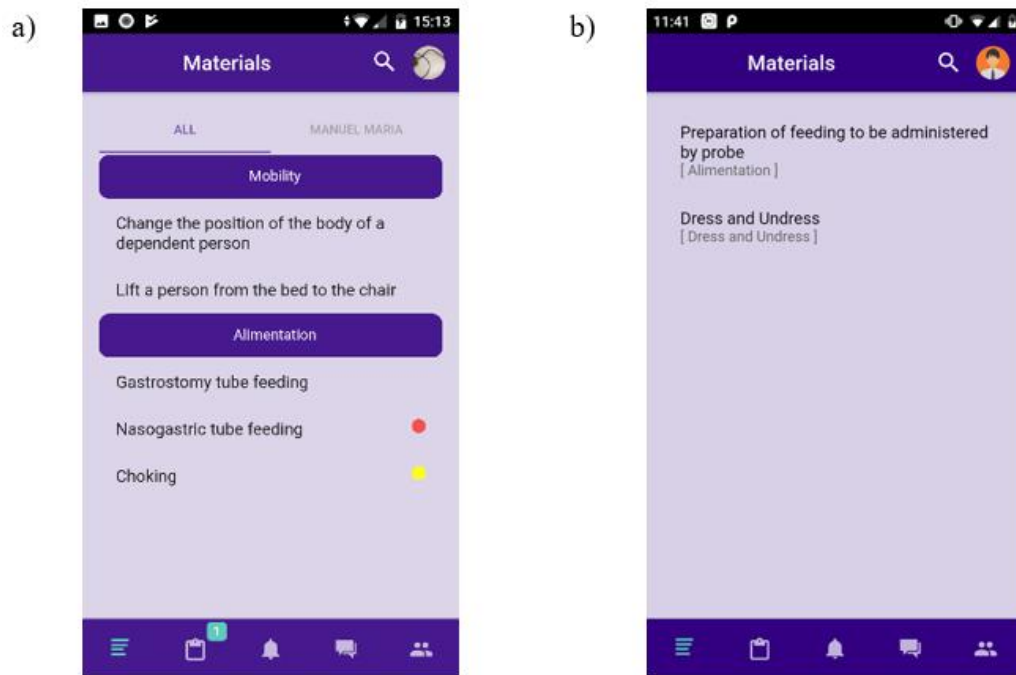 a)
15:13
Materials
ALL MANUEL MARIA
Mobility
Change the position of the body of a
dependent person
Lift a person from the bed to the chair
Alimentation
Gastrostomy tube feeding
Nasogastric tube feeding
Choking
1
b)
11:41
Materials
Preparation of feeding to be administered
by probe
[ Alimentation ]
Dress and Undress
[ Dress and Undress ]